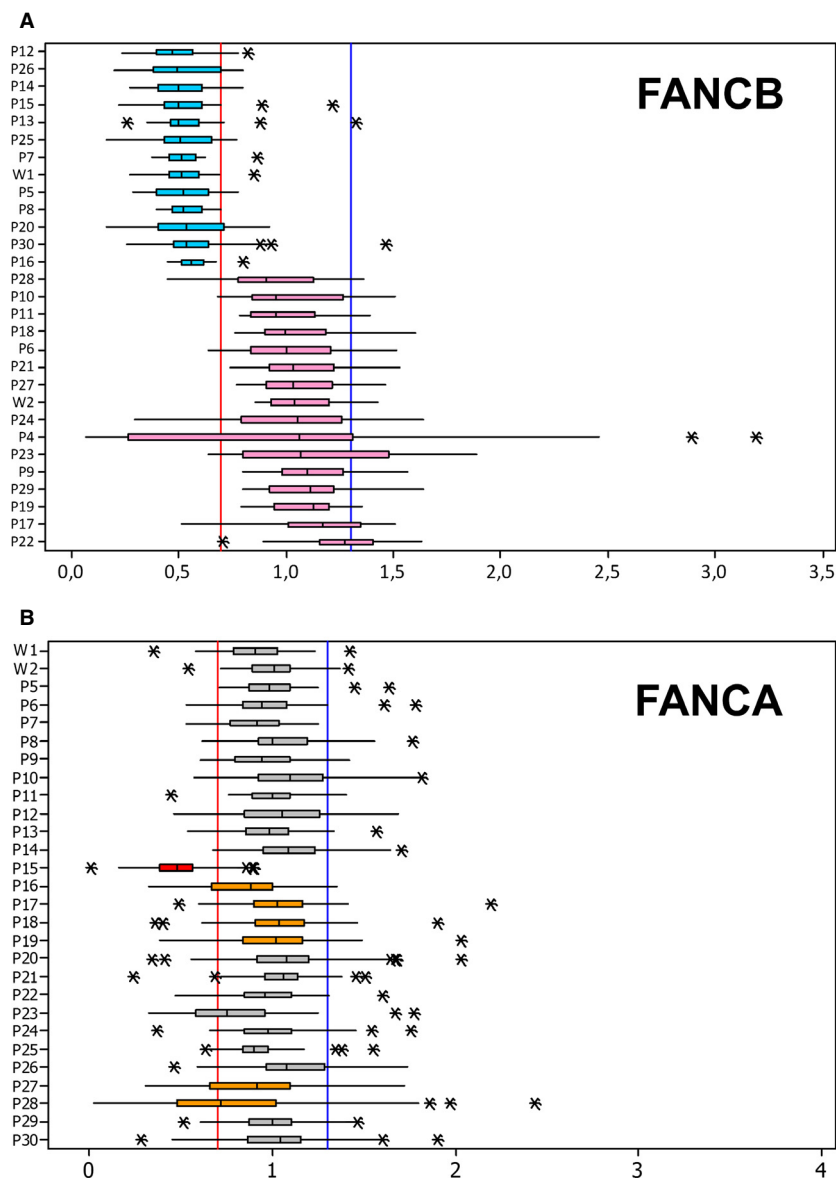 A
FANCB
P12
P26
P14
P15
P13
P25
P7
W1
P5
P8
P20
P30
P16
P28
P10
P11
P18
P6
P21
P27
W2
P24
P4
P23
P9
P29
P19
P17
P22
0,0 0,5 1,0 1,5 2,0 2,5 3,0 3,5
B
FANCA
W1
W2
P5
P6
P7
P8
P9
P10
P11
P12
P13
P14
P15
P16
P17
P18
P19
P20
P21
P22
P23
P24
P25
P26
P27
P28
P29
P30
0 1 2 3 4